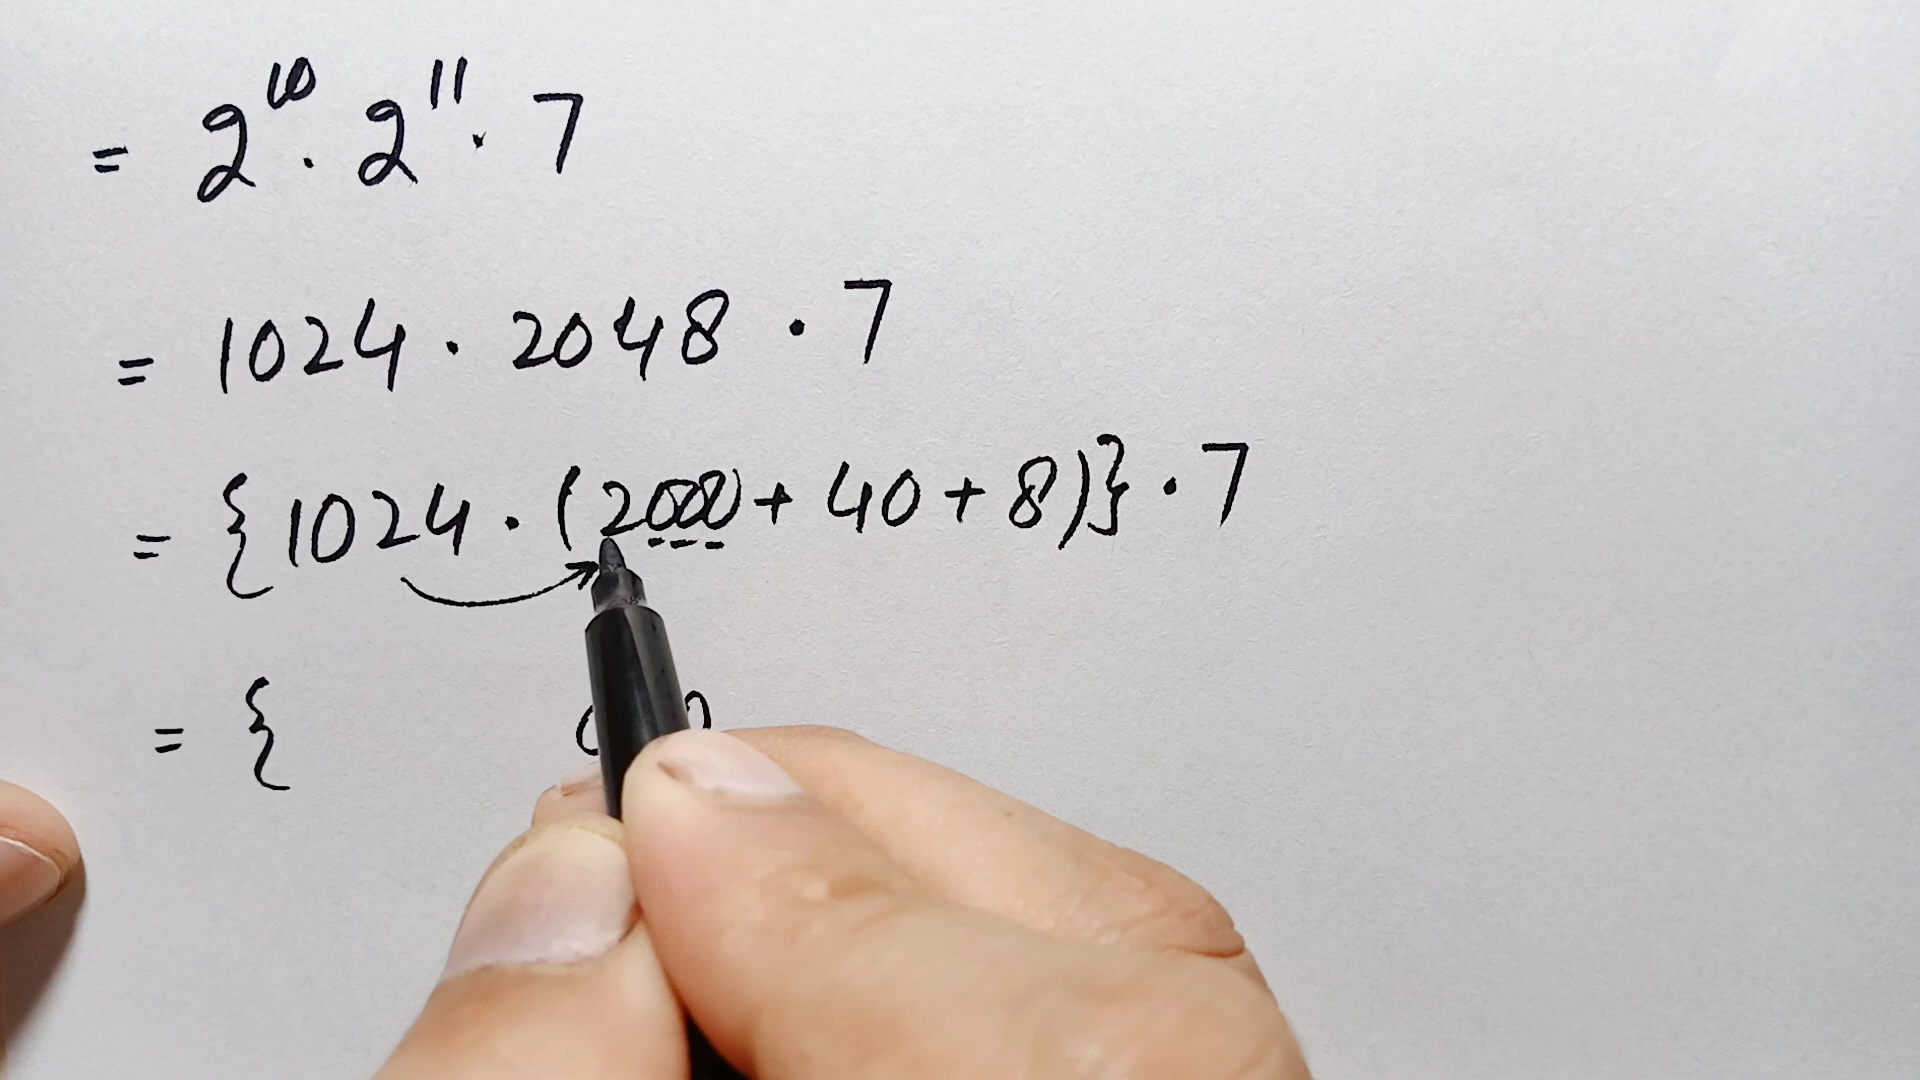 = 2¹⁰ · 2¹¹ · 7
= 1024 · 2048 · 7
= {1024 · (2000 + 40 + 8)} · 7
= {